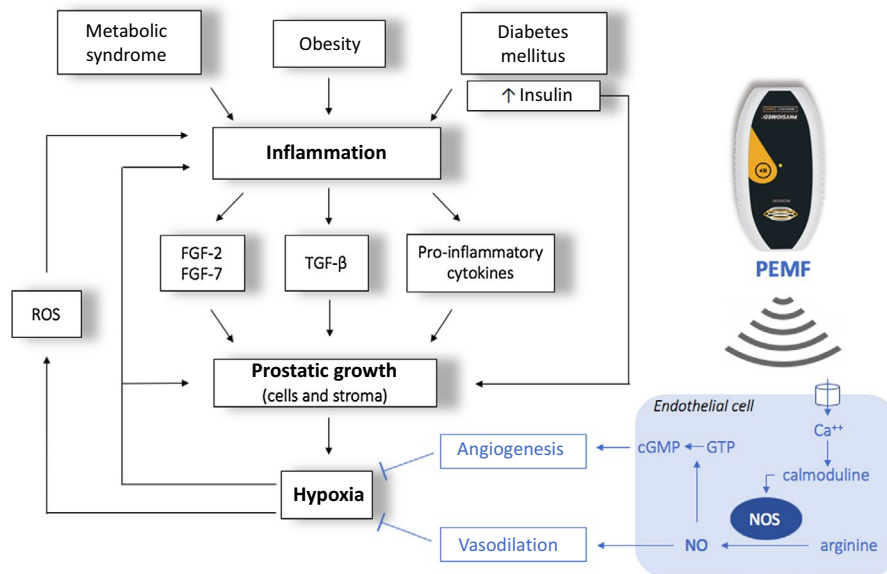 Metabolic
syndrome
Obesity
Diabetes
mellitus
↑ Insulin
Inflammation
FGF-2
FGF-7
TGF-β
Pro-inflammatory
cytokines
ROS
Prostatic growth
(cells and stroma)
Hypoxia
Angiogenesis
Vasodilation
PHYSIOMED
PEMF
Endothelial cell
Ca⁺⁺
cGMP
GTP
calmoduline
NOS
NO
arginine